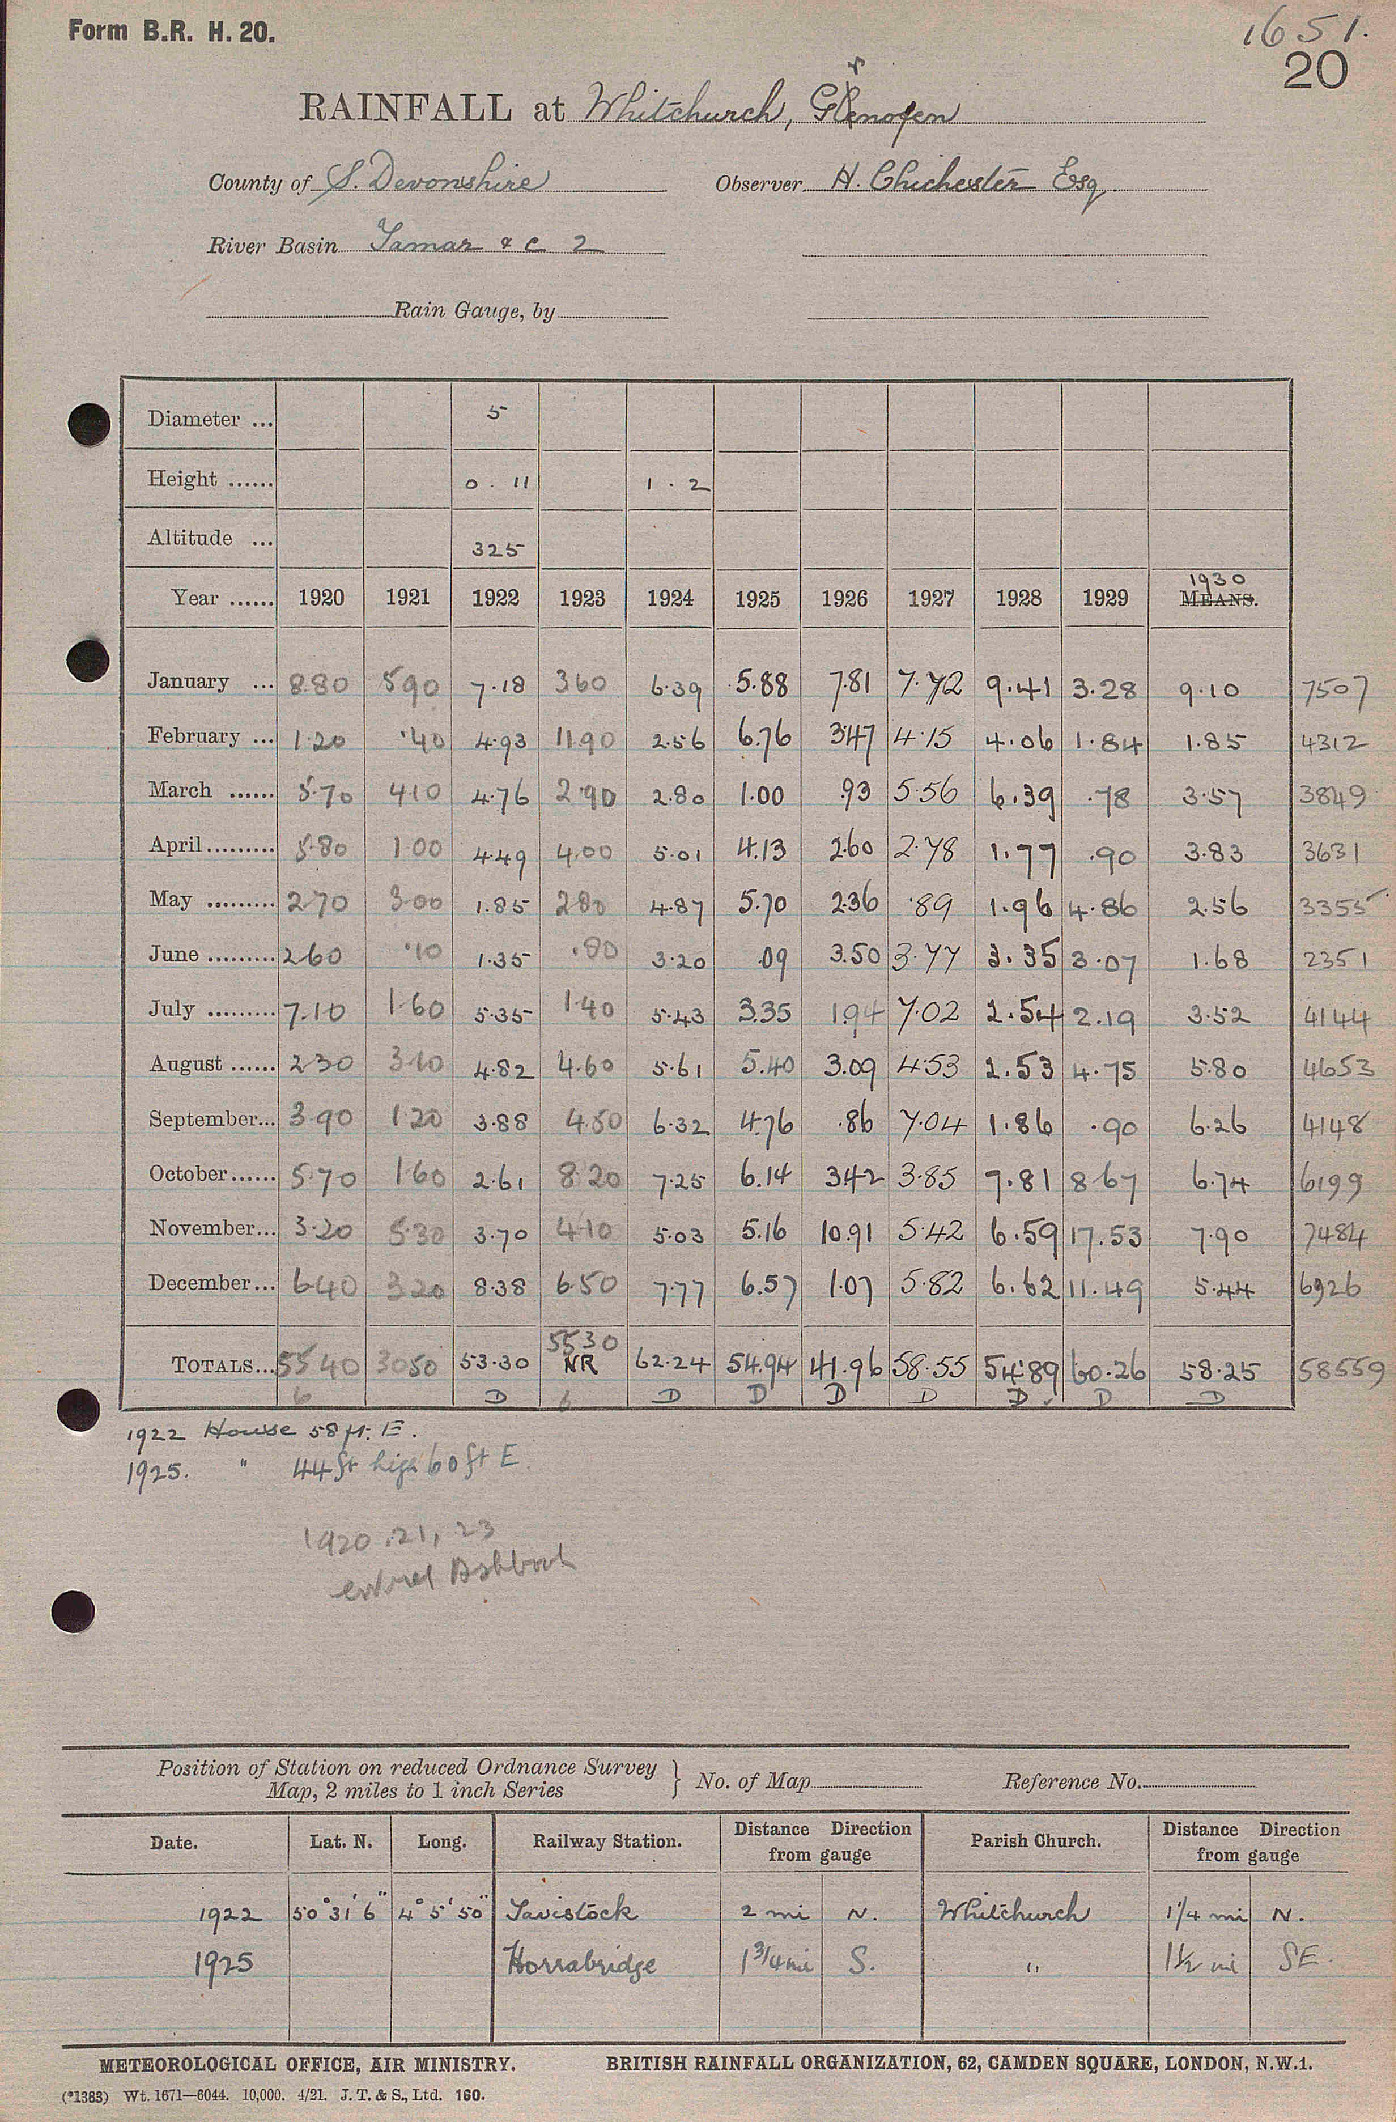 Form B.R. H. 20.
1651.
20
RAINFALL at Whitchurch,
County of S. Devonshire Observer H. Chichester Esq
River Basin Tamar & c 2
Rain Gauge, by
Diameter ... 5
Height ...... 0 . 11 1 . 2
Altitude ... 325
1930
Year ...... 1920 1921 1922 1923 1924 1925 1926 1927 1928 1929 MEANS.
January ... 8.80 5 90 7.18 3 60 6.39 5.88 7.81 7.72 9.41 3.28 9.10 7507
February ... 1.20 .40 4.93 11.90 2.56 6.76 3.47 4.15 4.06 1.84 1.85 4312
March ...... 5.70 4 10 4.76 2.90 2.80 1.00 .93 5.56 6.39 .78 3.57 3849
April ......... 5.80 1 00 4.49 4.00 5.01 4.13 2.60 2.78 1.77 .90 3.83 3631
May ......... 2 70 3.00 1.85 2 80 4.87 5.70 2.36 .89 1.96 4.86 2.56 3355
June ......... 2 60 .10 1.35 .80 3.20 .09 3.50 3.77 3.35 3.07 1.68 2351
July ......... 7.10 1.60 5.35 1.40 5.43 3.35 1.94 7.02 2.54 2.19 3.52 4144
August ...... 2.30 3.10 4.82 4.60 5.61 5.40 3.09 4.53 2.53 4.75 5.80 4653
September... 3.90 1.20 3.88 4.50 6.32 4.76 .86 7.04 1.86 .90 6.26 4148
October...... 5.70 1.60 2.61 8.20 7.25 6.14 3.42 3.85 7.81 8.67 6.74 6199
November... 3.20 5.30 3.70 4.10 5.03 5.16 10.91 5.42 6.59 17.53 7.90 7484
December... 6.40 3.20 8.38 6.50 7.77 6.57 1.07 5.82 6.62 11.49 5.44 6926
55 30
TOTALS... 55 40 30 50 53.30 NR 62.24 54.94 41.96 58.55 54.89 60.26 58.25 58559
6 D 6 D D D D D D D
1922 House 58 ft. E.
1925. " 44 ft high 60 ft E.
1920, 21, 23
Position of Station on reduced Ordnance Survey
Map, 2 miles to 1 inch Series } No. of Map Reference No.
Date. Lat. N. Long. Railway Station. Distance Direction from gauge Parish Church. Distance Direction from gauge
1922 50° 31' 6" 4° 5' 50" Tavistock 2 mi N. Whitchurch 1 1/4 mi N.
1925 Horrabridge 1 3/4 mi S. " 1 1/2 mi SE.
METEOROLOGICAL OFFICE, AIR MINISTRY. BRITISH RAINFALL ORGANIZATION, 62, CAMDEN SQUARE, LONDON, N.W.1.
(*1383) Wt. 1671—6044. 10,000. 4/21. J. T. & S., Ltd. 160.